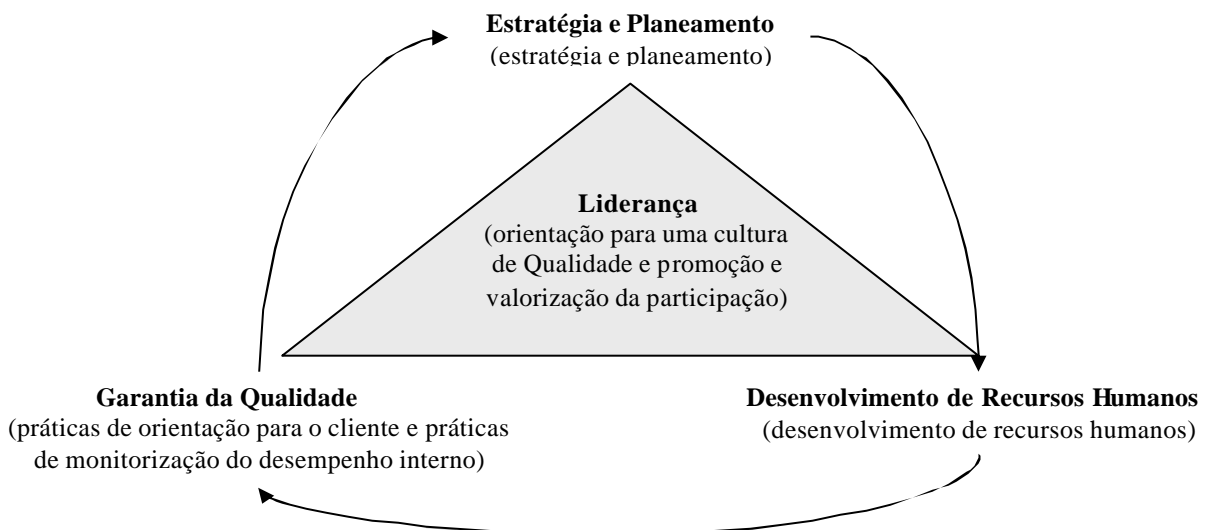 Estratégia e Planeamento
(estratégia e planeamento)
Liderança
(orientação para uma cultura
de Qualidade e promoção e
valorização da participação)
Garantia da Qualidade
(práticas de orientação para o cliente e práticas
de monitorização do desempenho interno)
Desenvolvimento de Recursos Humanos
(desenvolvimento de recursos humanos)